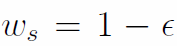 w_s = 1 − ϵ